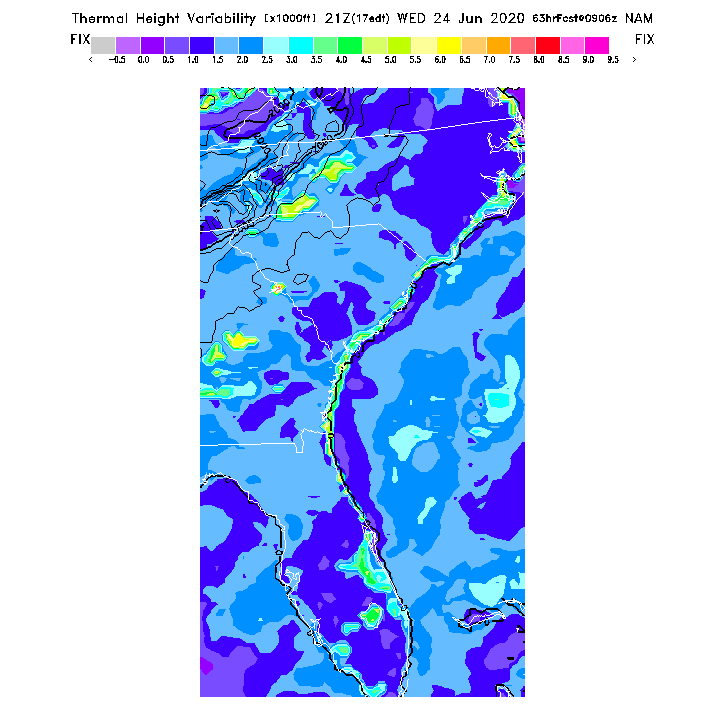 Thermal Height Variability [x1000ft] 21Z(17edt) WED 24 Jun 2020 63hrFcst@0906z NAM
FIX FIX
< -0.5 0.0 0.5 1.0 1.5 2.0 2.5 3.0 3.5 4.0 4.5 5.0 5.5 6.0 6.5 7.0 7.5 8.0 8.5 9.0 9.5 >